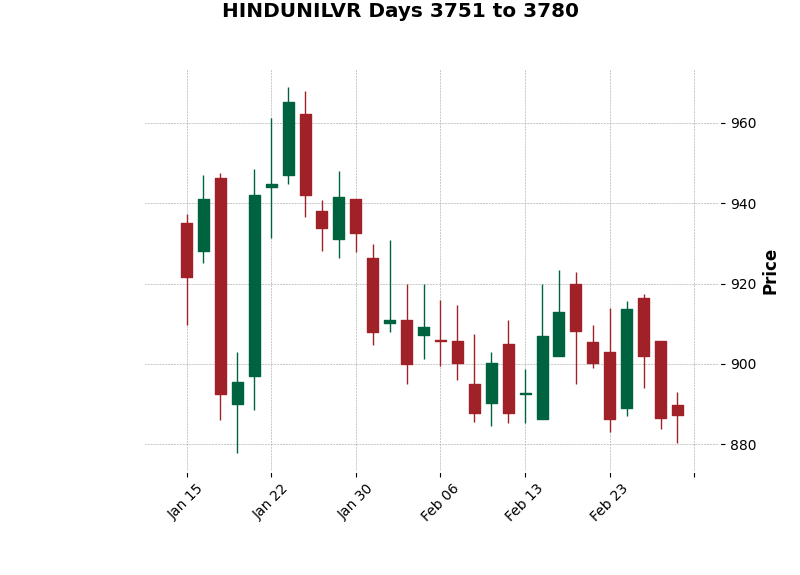 HINDUNILVR Days 3751 to 3780
960
940
920
900
880
Price
Jan 15
Jan 22
Jan 30
Feb 06
Feb 13
Feb 23